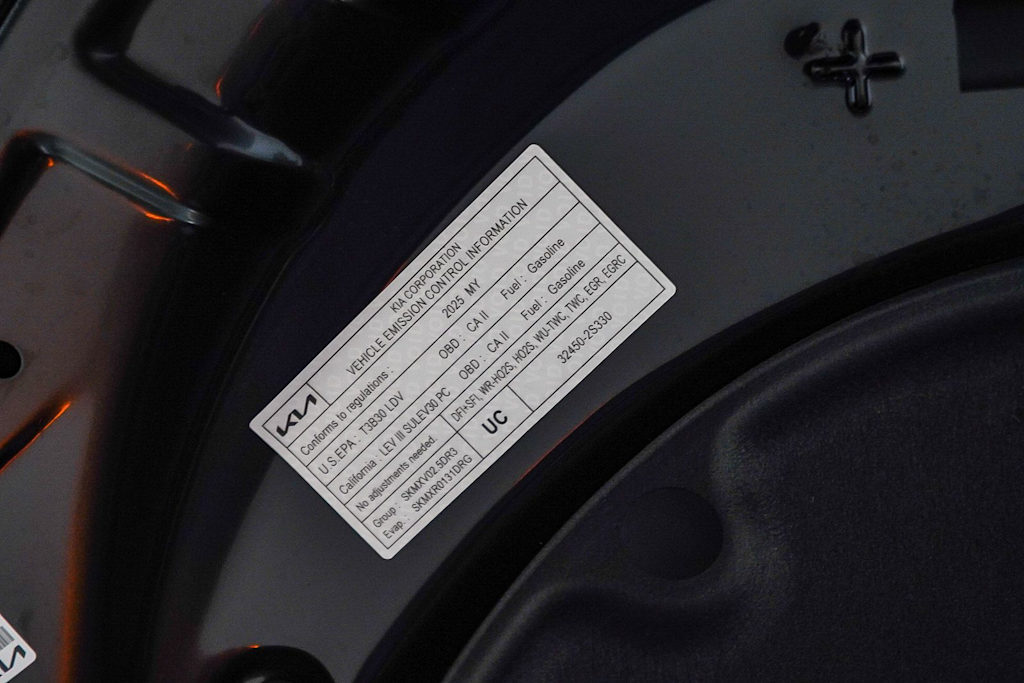 KIA
KIA CORPORATION
VEHICLE EMISSION CONTROL INFORMATION
Conforms to regulations : 2025 MY
U.S.EPA : T3B30 LDV OBD : CA II Fuel : Gasoline
California : LEV III SULEV30 PC OBD : CA II Fuel : Gasoline
No adjustments needed. DFI+SFI, WR-HO2S, HO2S, WU-TWC, TWC, EGR, EGRC
Group : SKMXV02.5DR3
Evap : SKMXR0131DRG
UC
32450-2S330